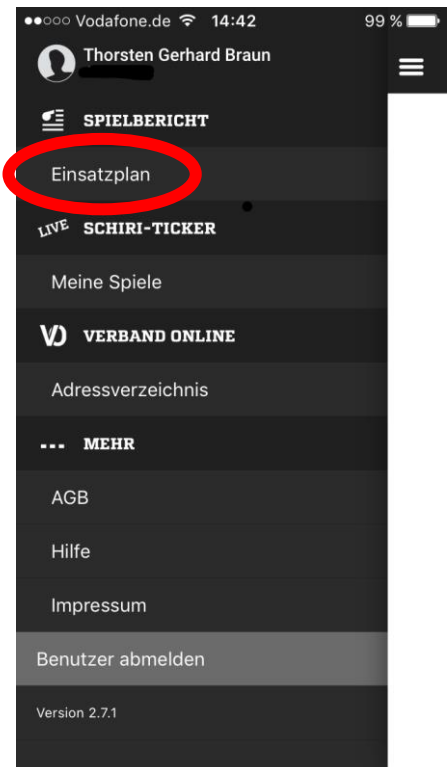 Vodafone.de 14:42 99 %
Thorsten Gerhard Braun
SPIELBERICHT
Einsatzplan
LIVE SCHIRI-TICKER
Meine Spiele
VERBAND ONLINE
Adressverzeichnis
MEHR
AGB
Hilfe
Impressum
Benutzer abmelden
Version 2.7.1